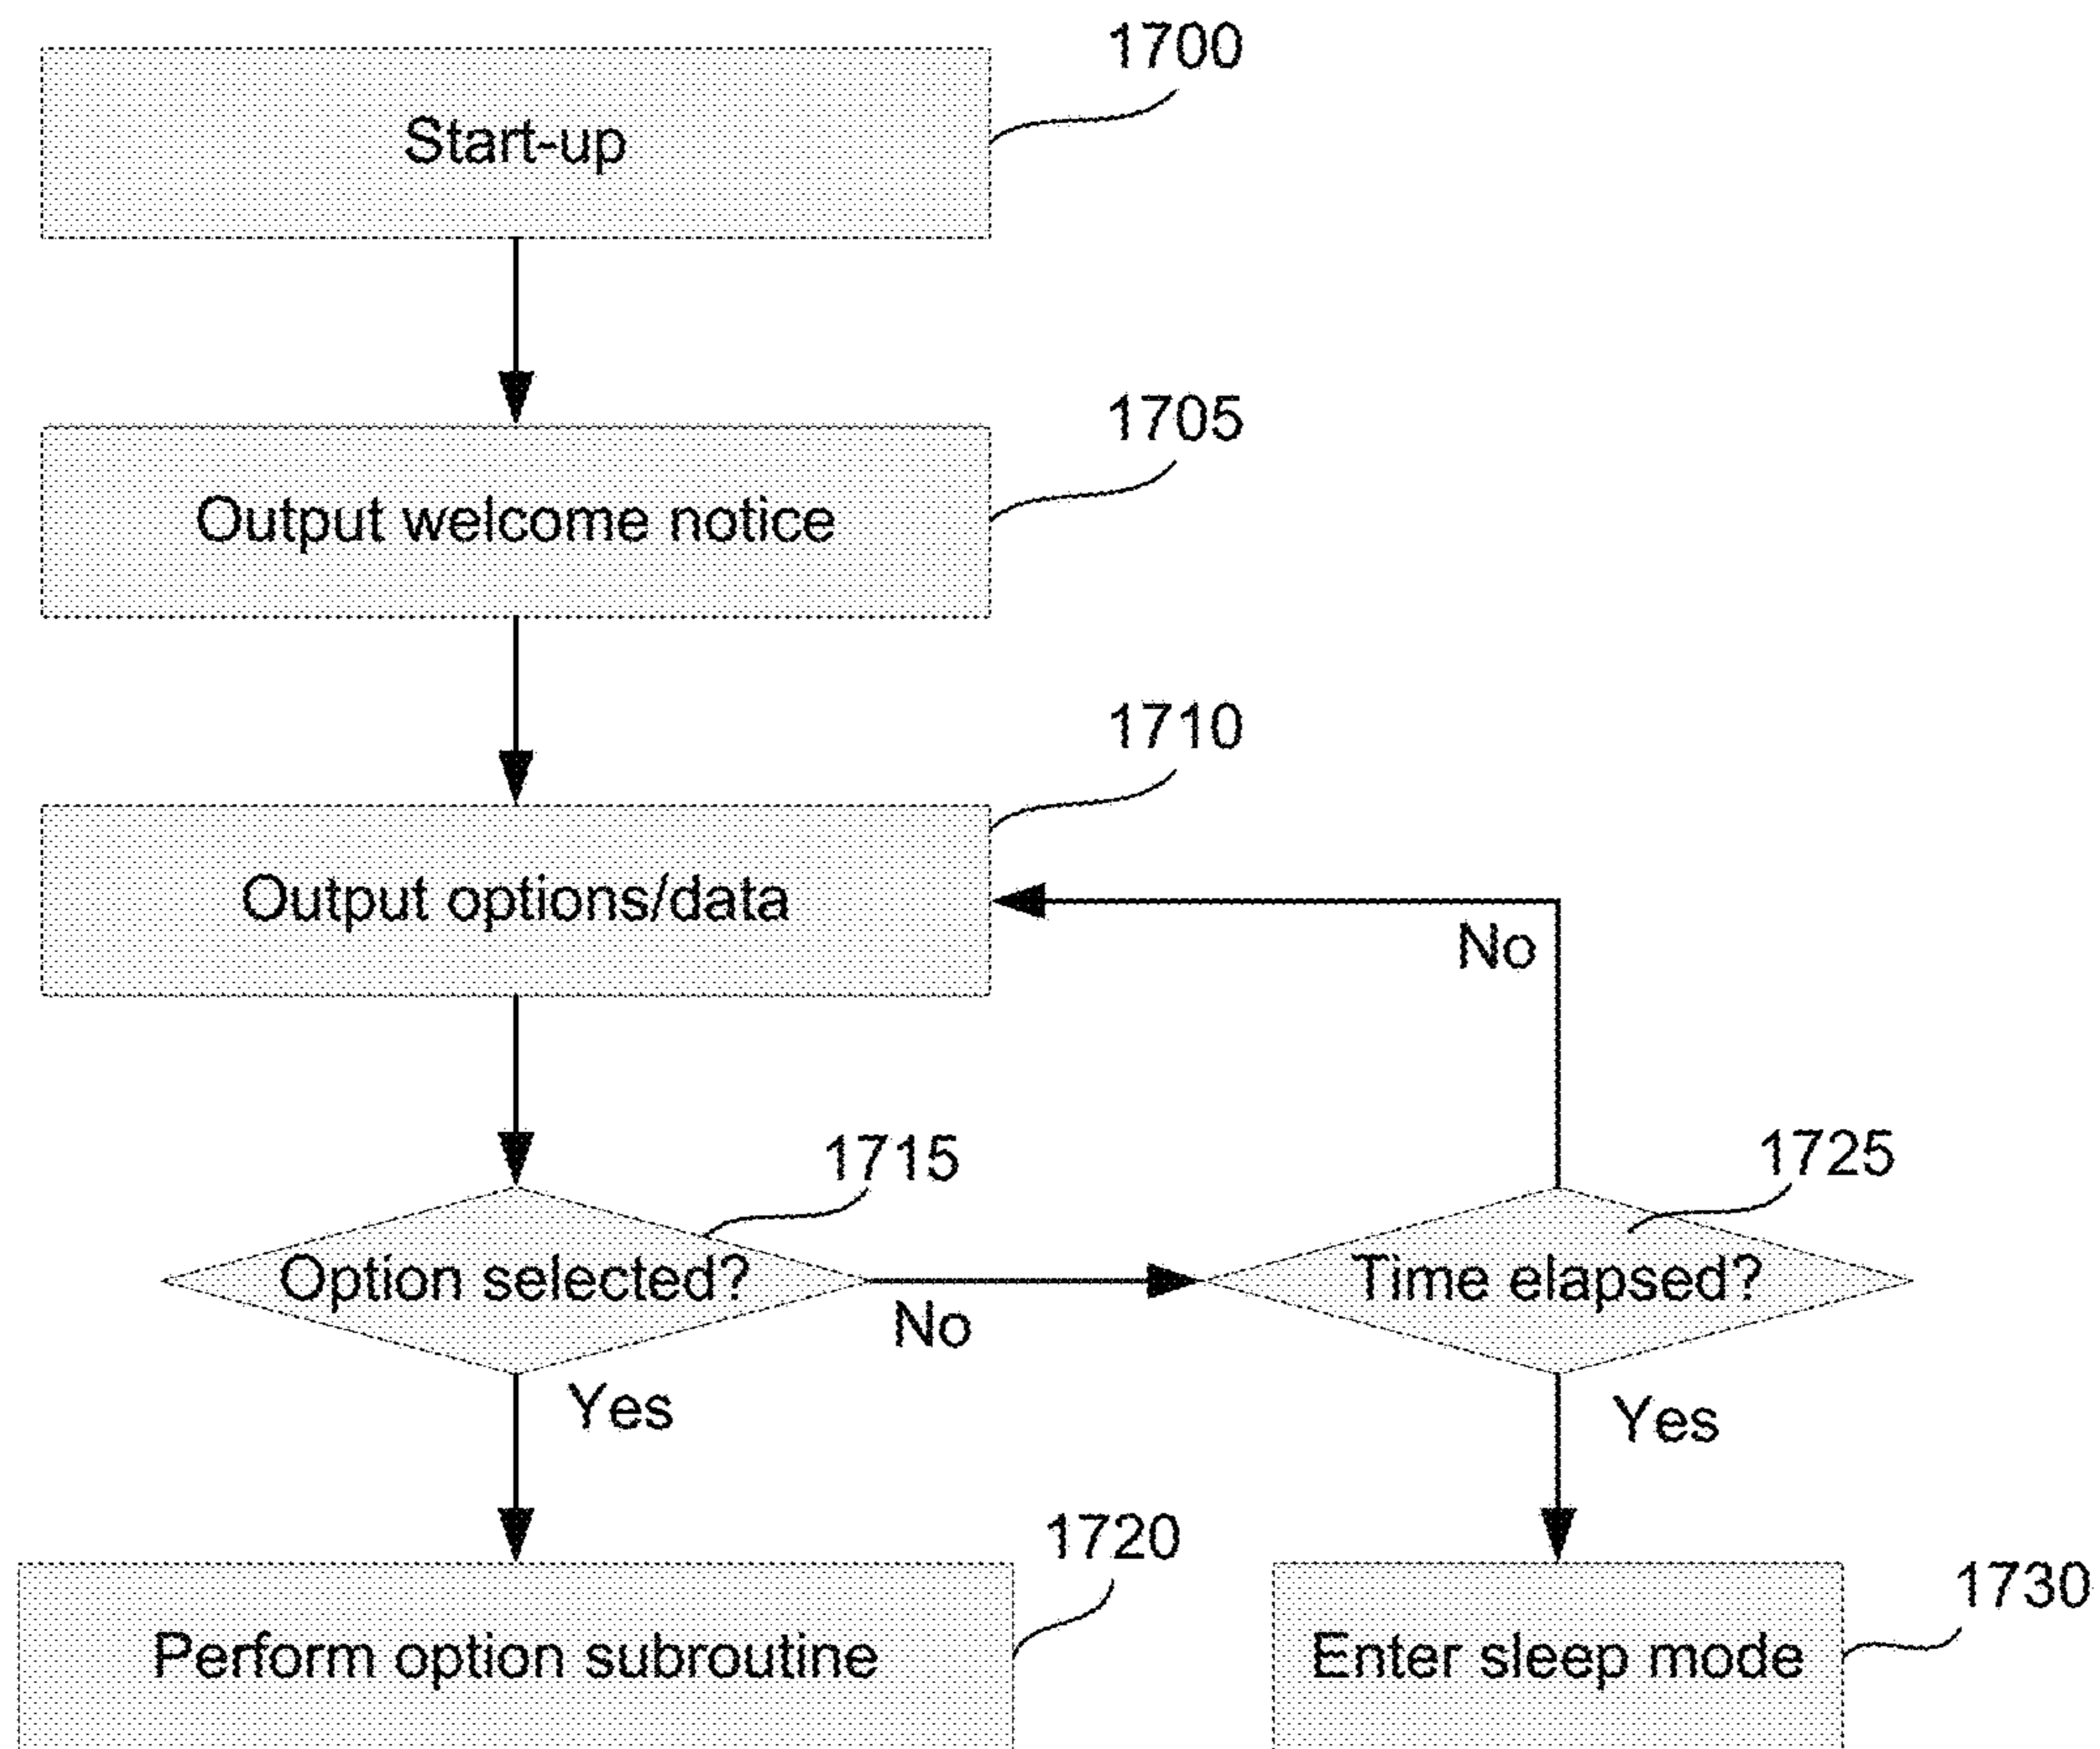 1700
Start-up
1705
Output welcome notice
1710
Output options/data
No
1715
1725
Option selected?
Time elapsed?
No
Yes
Yes
1720
1730
Perform option subroutine
Enter sleep mode